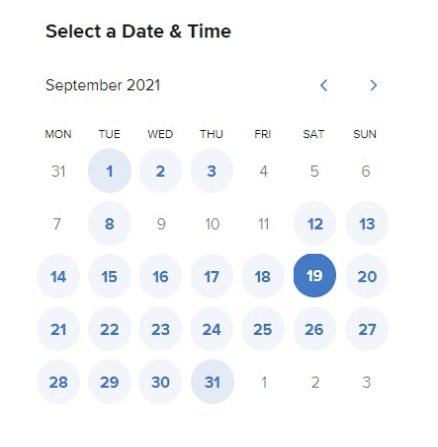 Select a Date & Time
September 2021
MON TUE WED THU FRI SAT SUN
31 1 2 3 4 5 6
7 8 9 10 11 12 13
14 15 16 17 18 19 20
21 22 23 24 25 26 27
28 29 30 31 1 2 3